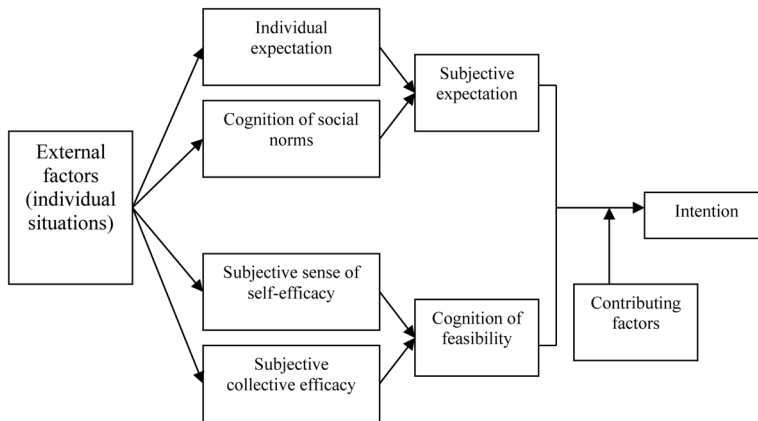 External
factors
(individual
situations)
Individual
expectation
Cognition of social
norms
Subjective sense of
self-efficacy
Subjective
collective efficacy
Subjective
expectation
Cognition of
feasibility
Contributing
factors
Intention